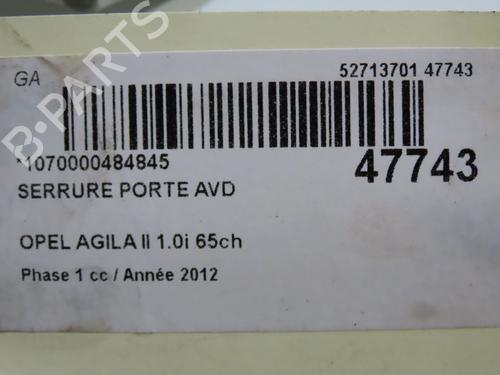 GA
52713701 47743
*1070000484845
47743
SERRURE PORTE AVD
OPEL AGILA II 1.0i 65ch
Phase 1 cc / Année 2012
B-PARTS